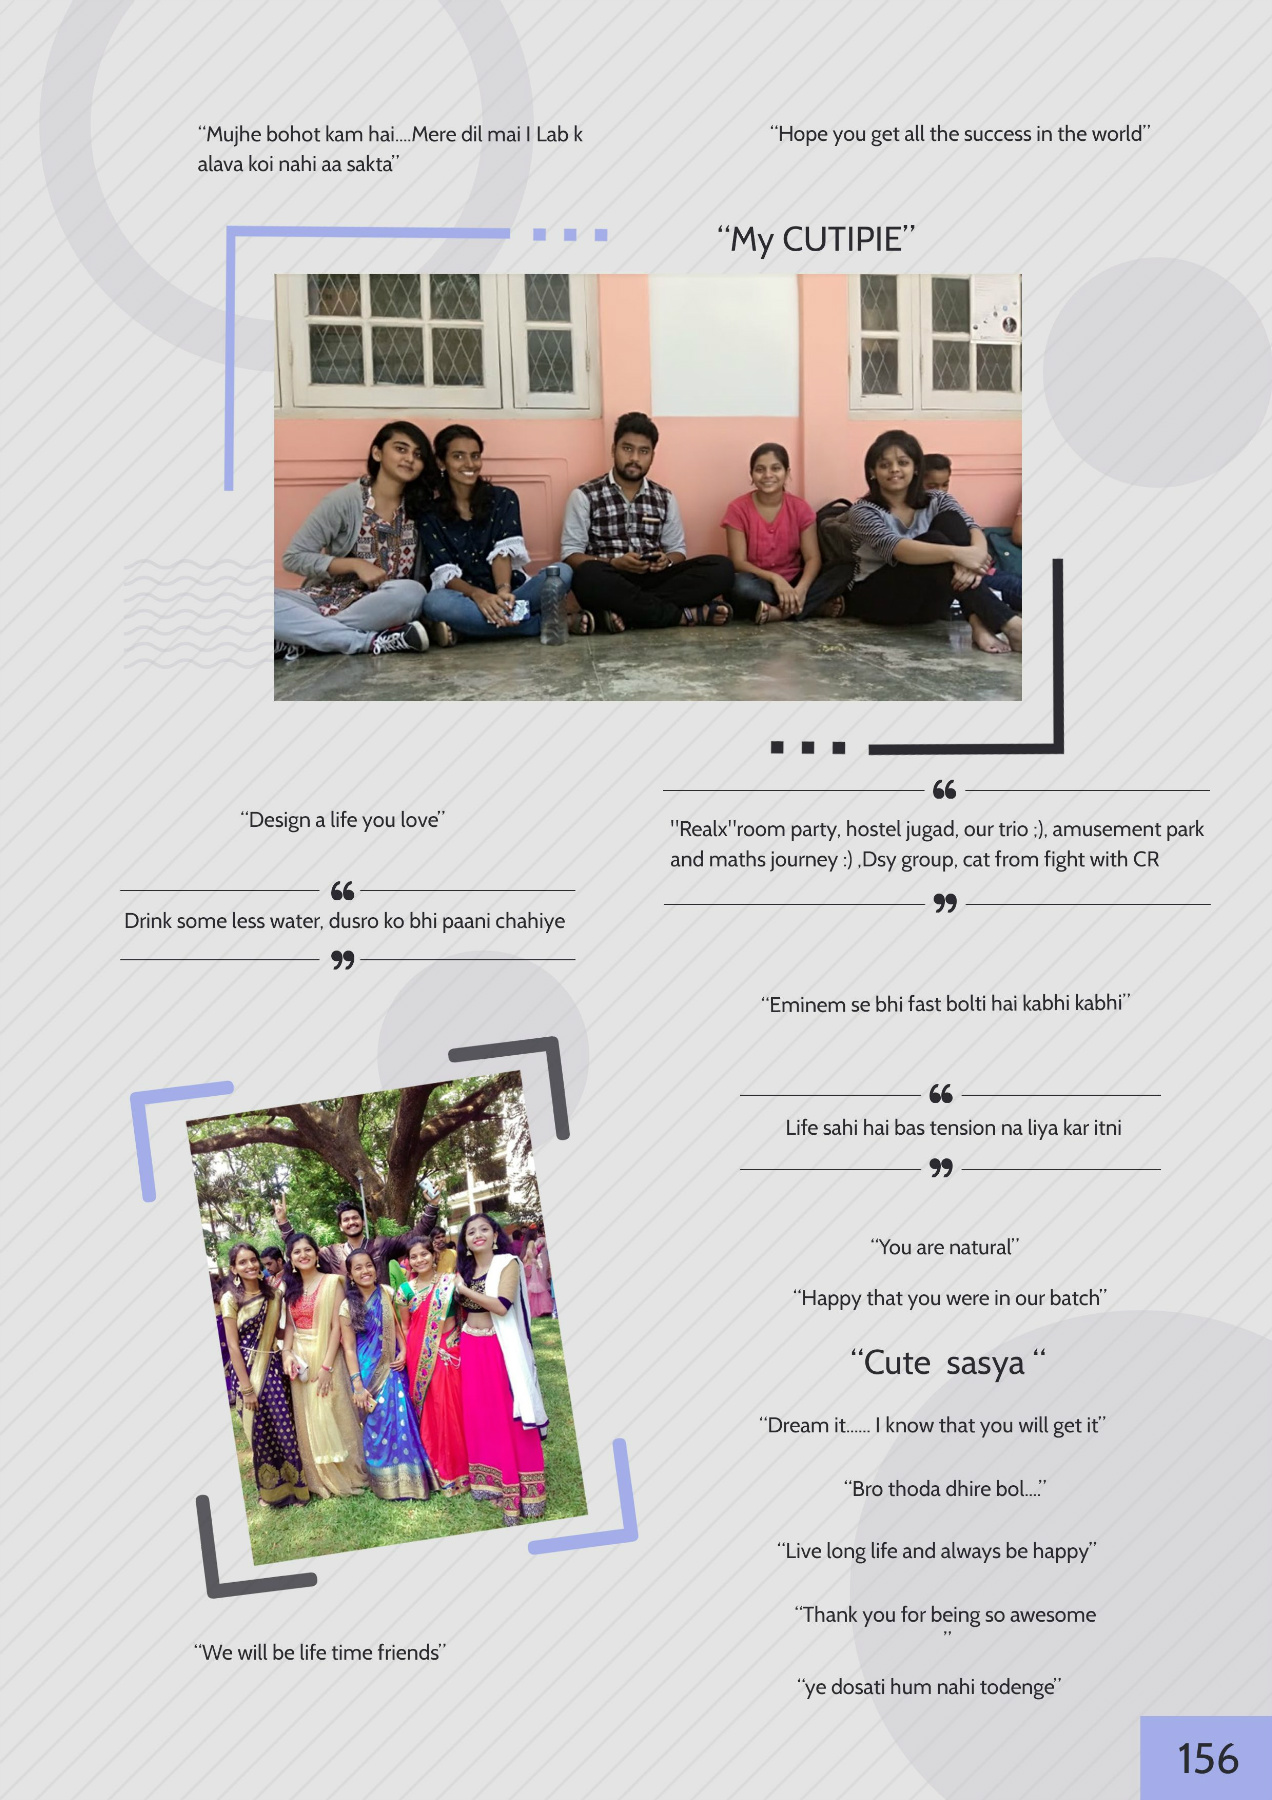 “Mujhe bohot kam hai....Mere dil mai I Lab k
alava koi nahi aa sakta”
“Hope you get all the success in the world”
“My CUTIPIE”
“Design a life you love”
“
Drink some less water, dusro ko bhi paani chahiye
”
“
"Realx"room party, hostel jugad, our trio ;), amusement park
and maths journey :) ,Dsy group, cat from fight with CR
”
“Eminem se bhi fast bolti hai kabhi kabhi”
“
Life sahi hai bas tension na liya kar itni
”
“You are natural”
“Happy that you were in our batch”
“Cute sasya “
“Dream it...... I know that you will get it”
“Bro thoda dhire bol....”
“Live long life and always be happy”
“Thank you for being so awesome
”
“ye dosati hum nahi todenge”
“We will be life time friends”
156